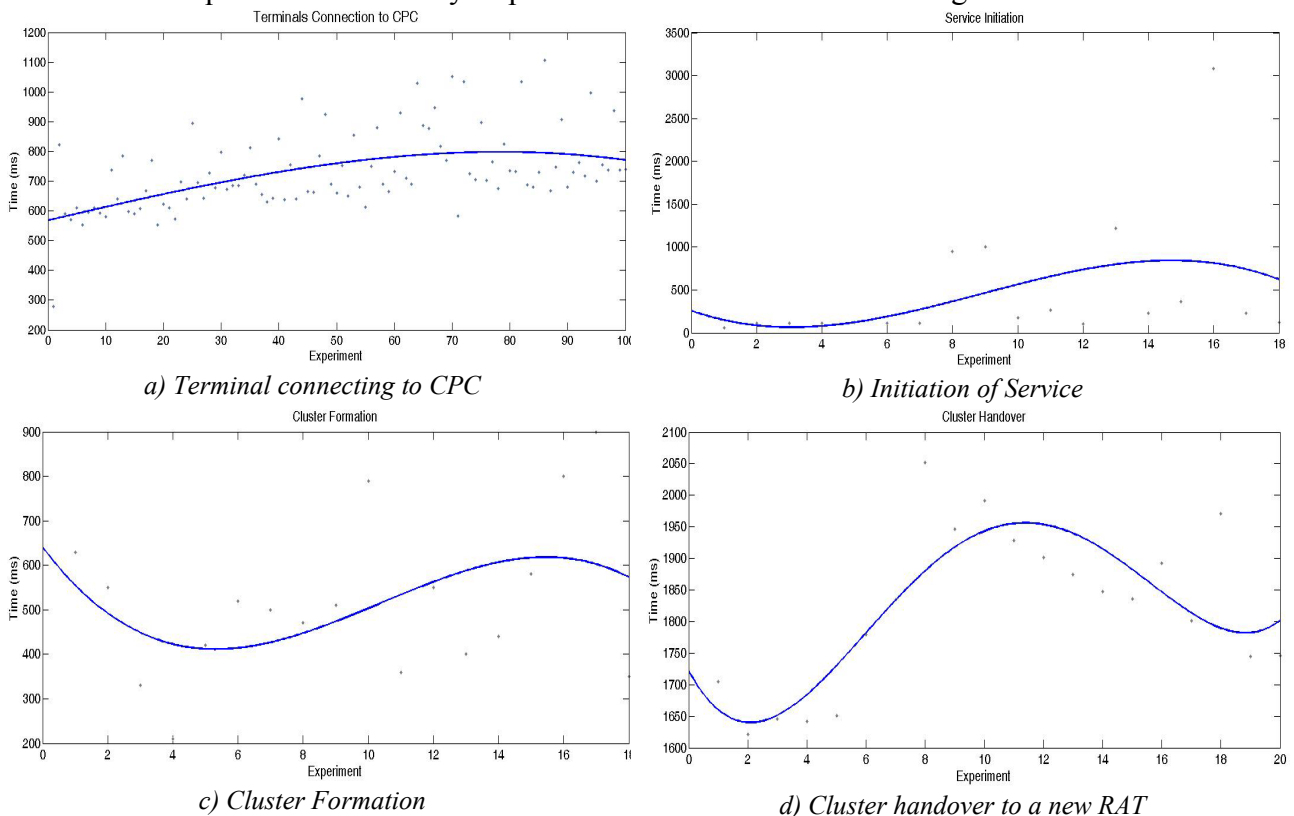 Terminals Connection to CPC
1200
1100
1000
900
800
700
600
500
400
300
200
Time (ms)
0 10 20 30 40 50 60 70 80 90 100
Experiment
a) Terminal connecting to CPC
Service Initiation
3500
3000
2500
2000
1500
1000
500
0
Time (ms)
0 2 4 6 8 10 12 14 16 18
Experiment
b) Initiation of Service
Cluster Formation
900
800
700
600
500
400
300
200
Time (ms)
0 2 4 6 8 10 12 14 16
Experiment
c) Cluster Formation
Cluster Handover
2100
2050
2000
1950
1900
1850
1800
1750
1700
1650
1600
Time (ms)
0 2 4 6 8 10 12 14 16 18 20
Experiment
d) Cluster handover to a new RAT